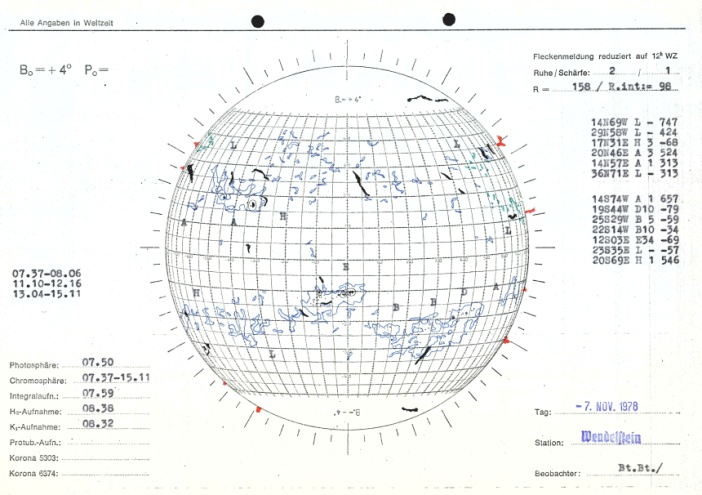 Alle Angaben in Weltzeit
B₀=+4° P₀=
Fleckenmeldung reduziert auf 12ʰ WZ
Ruhe/Schärfe: 2 / 1
R = 158 / R.int:= 98
14N69W L - 747
29N58W L - 424
17N31E H 3 -68
20N46E A 3 524
14N57E A 1 313
36N71E L - 313
14S74W A 1 657
19S44W D10 -79
25S29W B 5 -59
22S14W B10 -34
12S03E E34 -69
23S35E L - -57
20S69E H 1 546
B₀=+4°
L L
H
A A
L
E
H
B B D A
L
07.37-08.06
11.10-12.16
13.04-15.11
Photosphäre: 07.50
Chromosphäre: 07.37-15.11
Integralaufn.: 07.59
Hα-Aufnahme: 08.38
K₃-Aufnahme: 08.32
Protub.-Aufn.:
Korona 5303:
Korona 6374:
B₀=-4°
Tag: -7. NOV. 1978
Station: Wendelstein
Beobachter: Bt.Bt./